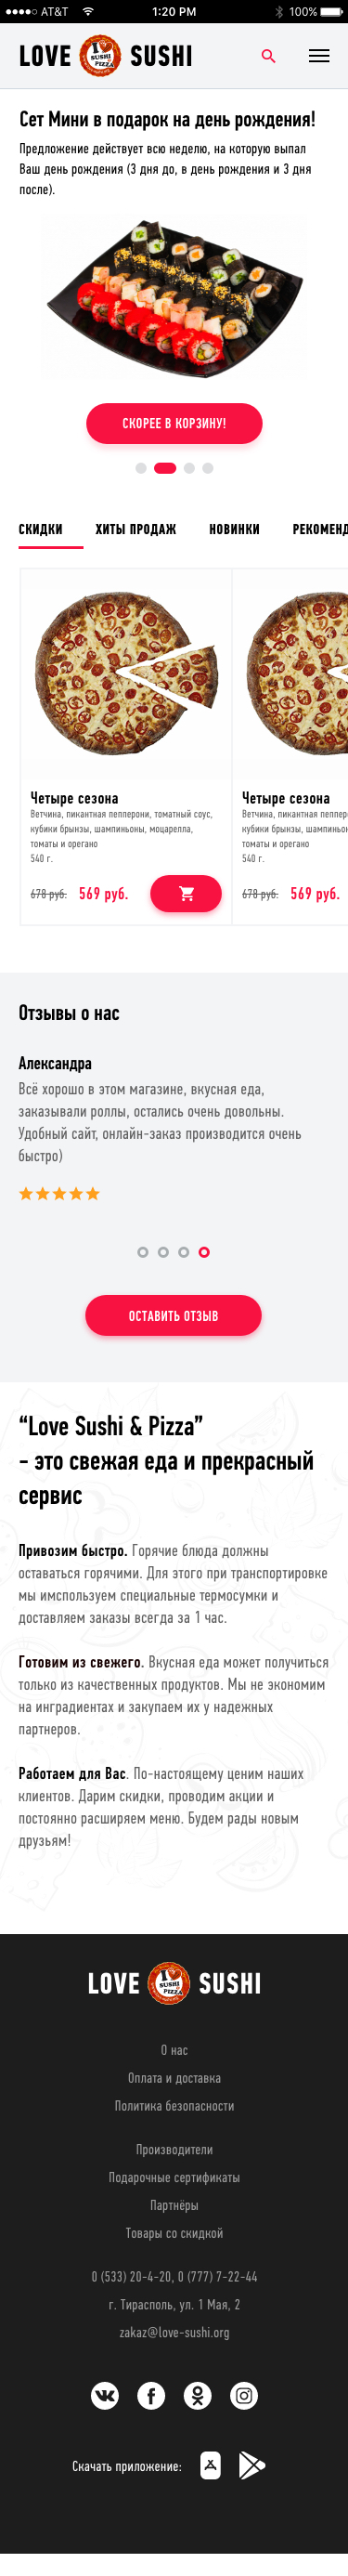 AT&T 1:20 PM 100%
LOVE I LOVE SUSHI PIZZA SUSHI
Сет Мини в подарок на день рождения!
Предложение действует всю неделю, на которую выпал
Ваш день рождения (3 дня до, в день рождения и 3 дня
после).
СКОРЕЕ В КОРЗИНУ!
СКИДКИ ХИТЫ ПРОДАЖ НОВИНКИ РЕКОМЕНД
Четыре сезона
Ветчина, пикантная пепперони, томатный соус,
кубики брынзы, шампиньоны, моцарелла,
томаты и орегано
540 г.
678 руб. 569 руб.
Четыре сезона
Ветчина, пикантная пеппер
кубики брынзы, шампиньон
томаты и орегано
540 г.
678 руб. 569 руб.
Отзывы о нас
Александра
Всё хорошо в этом магазине, вкусная еда,
заказывали роллы, остались очень довольны.
Удобный сайт, онлайн-заказ производится очень
быстро)
ОСТАВИТЬ ОТЗЫВ
“Love Sushi & Pizza”
- это свежая еда и прекрасный
сервис
Привозим быстро. Горячие блюда должны
оставаться горячими. Для этого при транспортировке
мы имспользуем специальные термосумки и
доставляем заказы всегда за 1 час.
Готовим из свежего. Вкусная еда может получиться
только из качественных продуктов. Мы не экономим
на инградиентах и закупаем их у надежных
партнеров.
Работаем для Вас. По-настоящему ценим наших
клиентов. Дарим скидки, проводим акции и
постоянно расширяем меню. Будем рады новым
друзьям!
LOVE I LOVE SUSHI PIZZA SUSHI
О нас
Оплата и доставка
Политика безопасности
Производители
Подарочные сертификаты
Партнёры
Товары со скидкой
0 (533) 20-4-20, 0 (777) 7-22-44
г. Тирасполь, ул. 1 Мая, 2
zakaz@love-sushi.org
Скачать приложение: